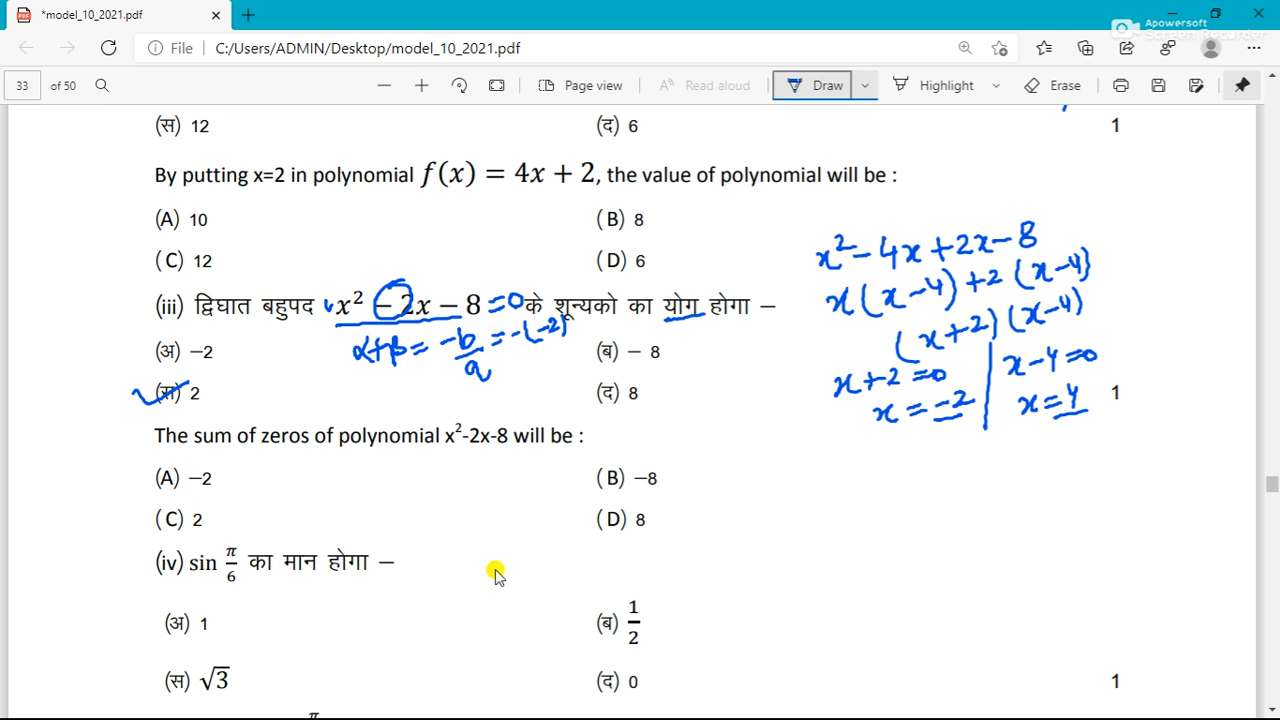 *model_10_2021.pdf
Apowersoft
Screen Recorder
File C:/Users/ADMIN/Desktop/model_10_2021.pdf
33 of 50 Page view Read aloud Draw Highlight Erase
(स) 12 (द) 6 1
By putting x=2 in polynomial f(x) = 4x + 2, the value of polynomial will be :
(A) 10 (B) 8
(C) 12 (D) 6
x² - 4x + 2x - 8
x(x-4) + 2(x-4)
(x+2)(x-4)
(iii) द्विघात बहुपद x² − 2x − 8 =0 के शून्यको का योग होगा −
α+β = -b/a = -(-2)
(अ) −2 (ब) − 8
x+2=0 x-4=0
x = -2 x = 4
(स) 2 (द) 8 1
The sum of zeros of polynomial x²-2x-8 will be :
(A) −2 (B) −8
(C) 2 (D) 8
(iv) sin π/6 का मान होगा −
(अ) 1 (ब) 1/2
(स) √3 (द) 0 1
π